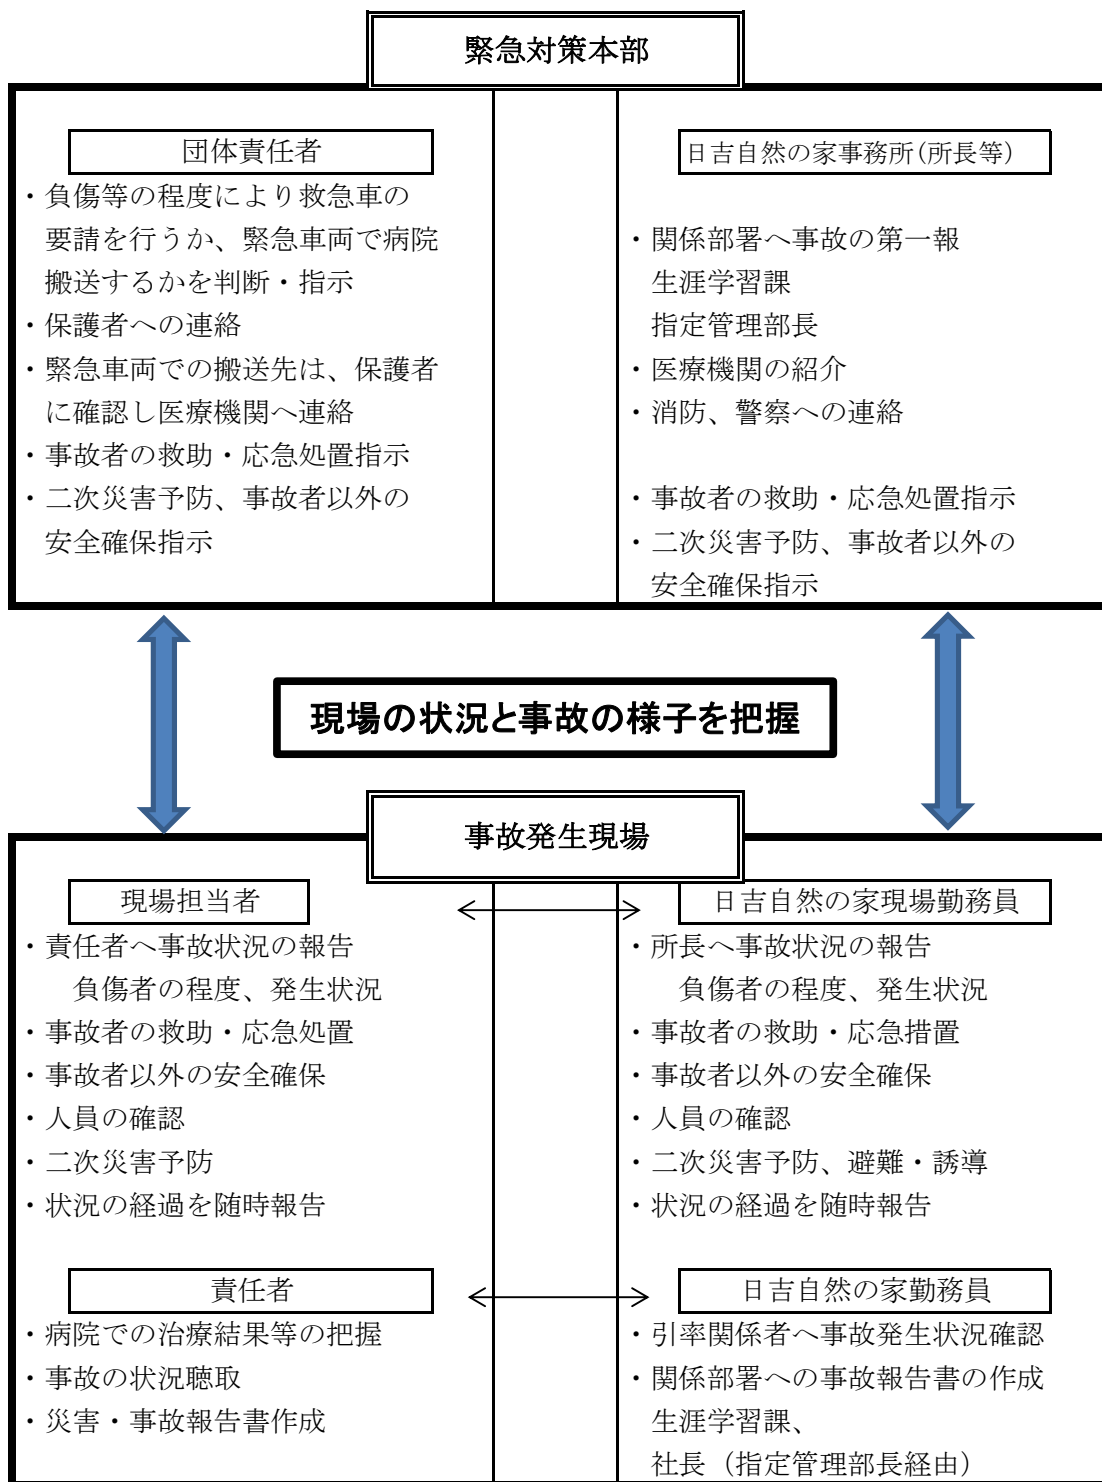 緊急対策本部
団体責任者
・負傷等の程度により救急車の
要請を行うか、緊急車両で病院
搬送するかを判断・指示
・保護者への連絡
・緊急車両での搬送先は、保護者
に確認し医療機関へ連絡
・事故者の救助・応急処置指示
・二次災害予防、事故者以外の
安全確保指示
日吉自然の家事務所(所長等)
・関係部署へ事故の第一報
生涯学習課
指定管理部長
・医療機関の紹介
・消防、警察への連絡
・事故者の救助・応急処置指示
・二次災害予防、事故者以外の
安全確保指示
現場の状況と事故の様子を把握
事故発生現場
現場担当者
・責任者へ事故状況の報告
負傷者の程度、発生状況
・事故者の救助・応急処置
・事故者以外の安全確保
・人員の確認
・二次災害予防
・状況の経過を随時報告
日吉自然の家現場勤務員
・所長へ事故状況の報告
負傷者の程度、発生状況
・事故者の救助・応急措置
・事故者以外の安全確保
・人員の確認
・二次災害予防、避難・誘導
・状況の経過を随時報告
責任者
・病院での治療結果等の把握
・事故の状況聴取
・災害・事故報告書作成
日吉自然の家勤務員
・引率関係者へ事故発生状況確認
・関係部署への事故報告書の作成
生涯学習課、
社長（指定管理部長経由）